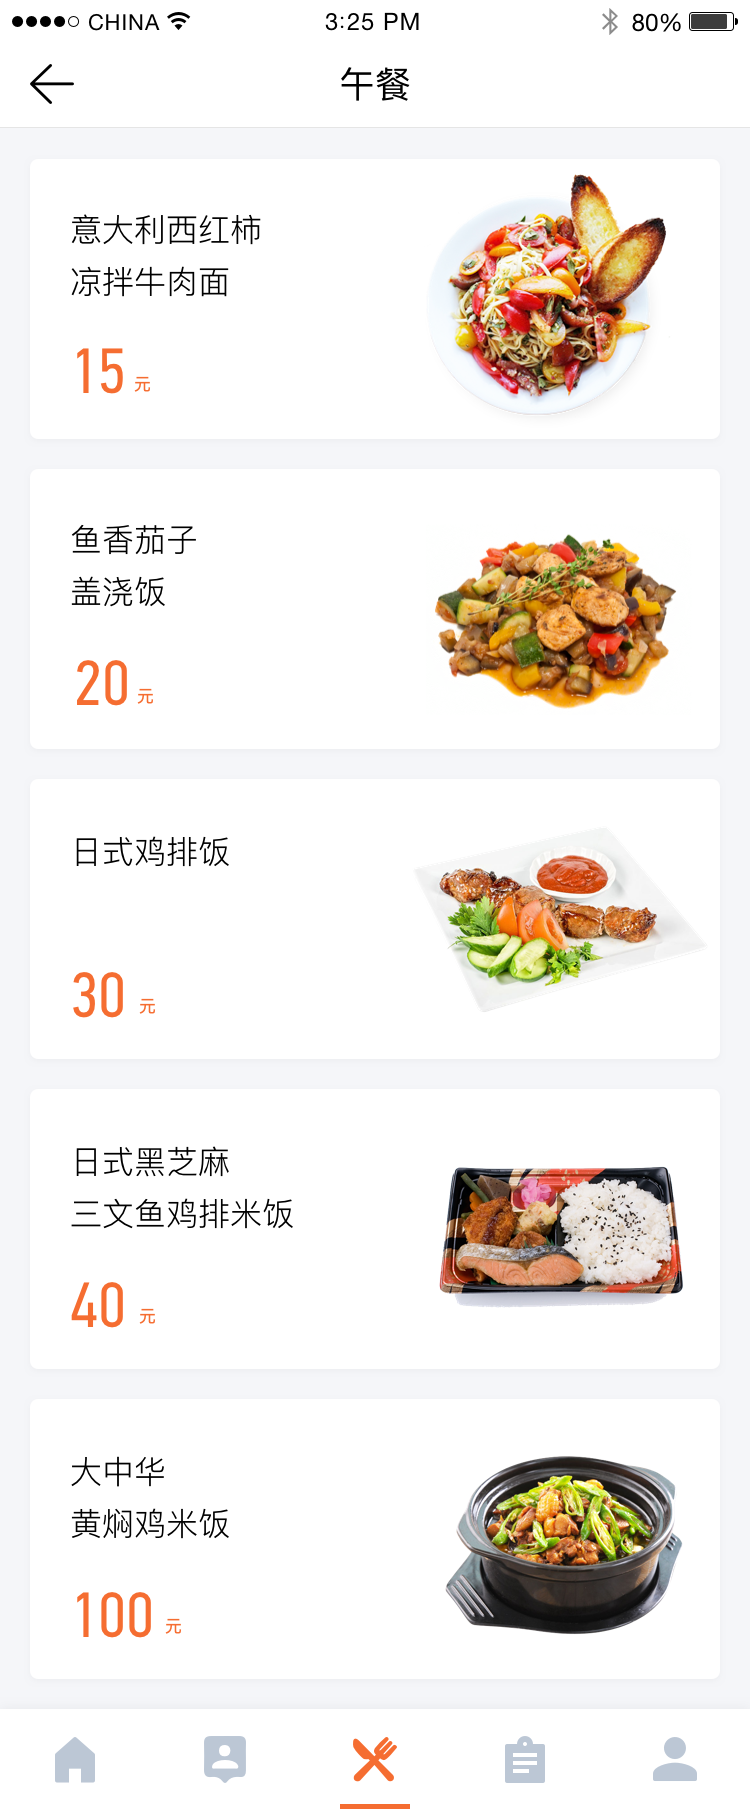 CHINA 3:25 PM 80%
午餐
意大利西红柿
凉拌牛肉面
15 元
鱼香茄子
盖浇饭
20 元
日式鸡排饭
30 元
日式黑芝麻
三文鱼鸡排米饭
40 元
大中华
黄焖鸡米饭
100 元